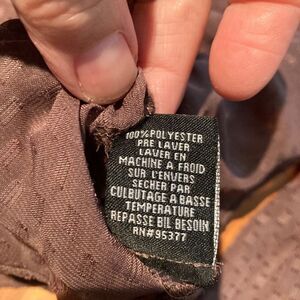 100%POLYESTER
PRE LAVER
LAVER EN
MACHINE A FROID
SUR L'ENVERS
SECHER PAR
CULBUTAGE A BASSE
TEMPERATURE
REPASSE BIL BESOIN
RN#95377